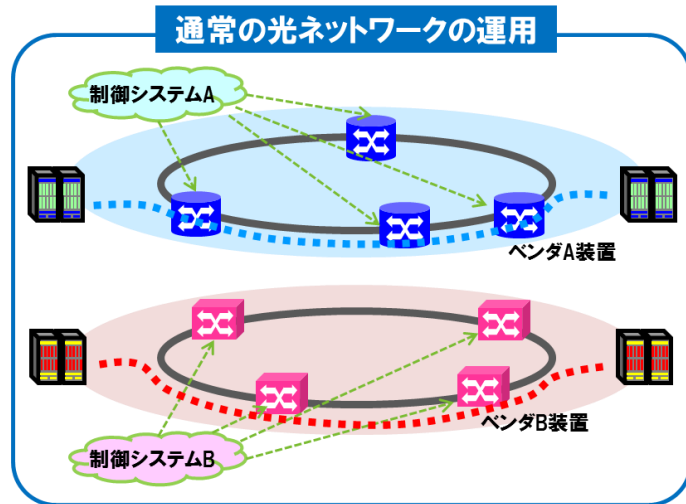 通常の光ネットワークの運用
制御システムA
ベンダA装置
ベンダB装置
制御システムB